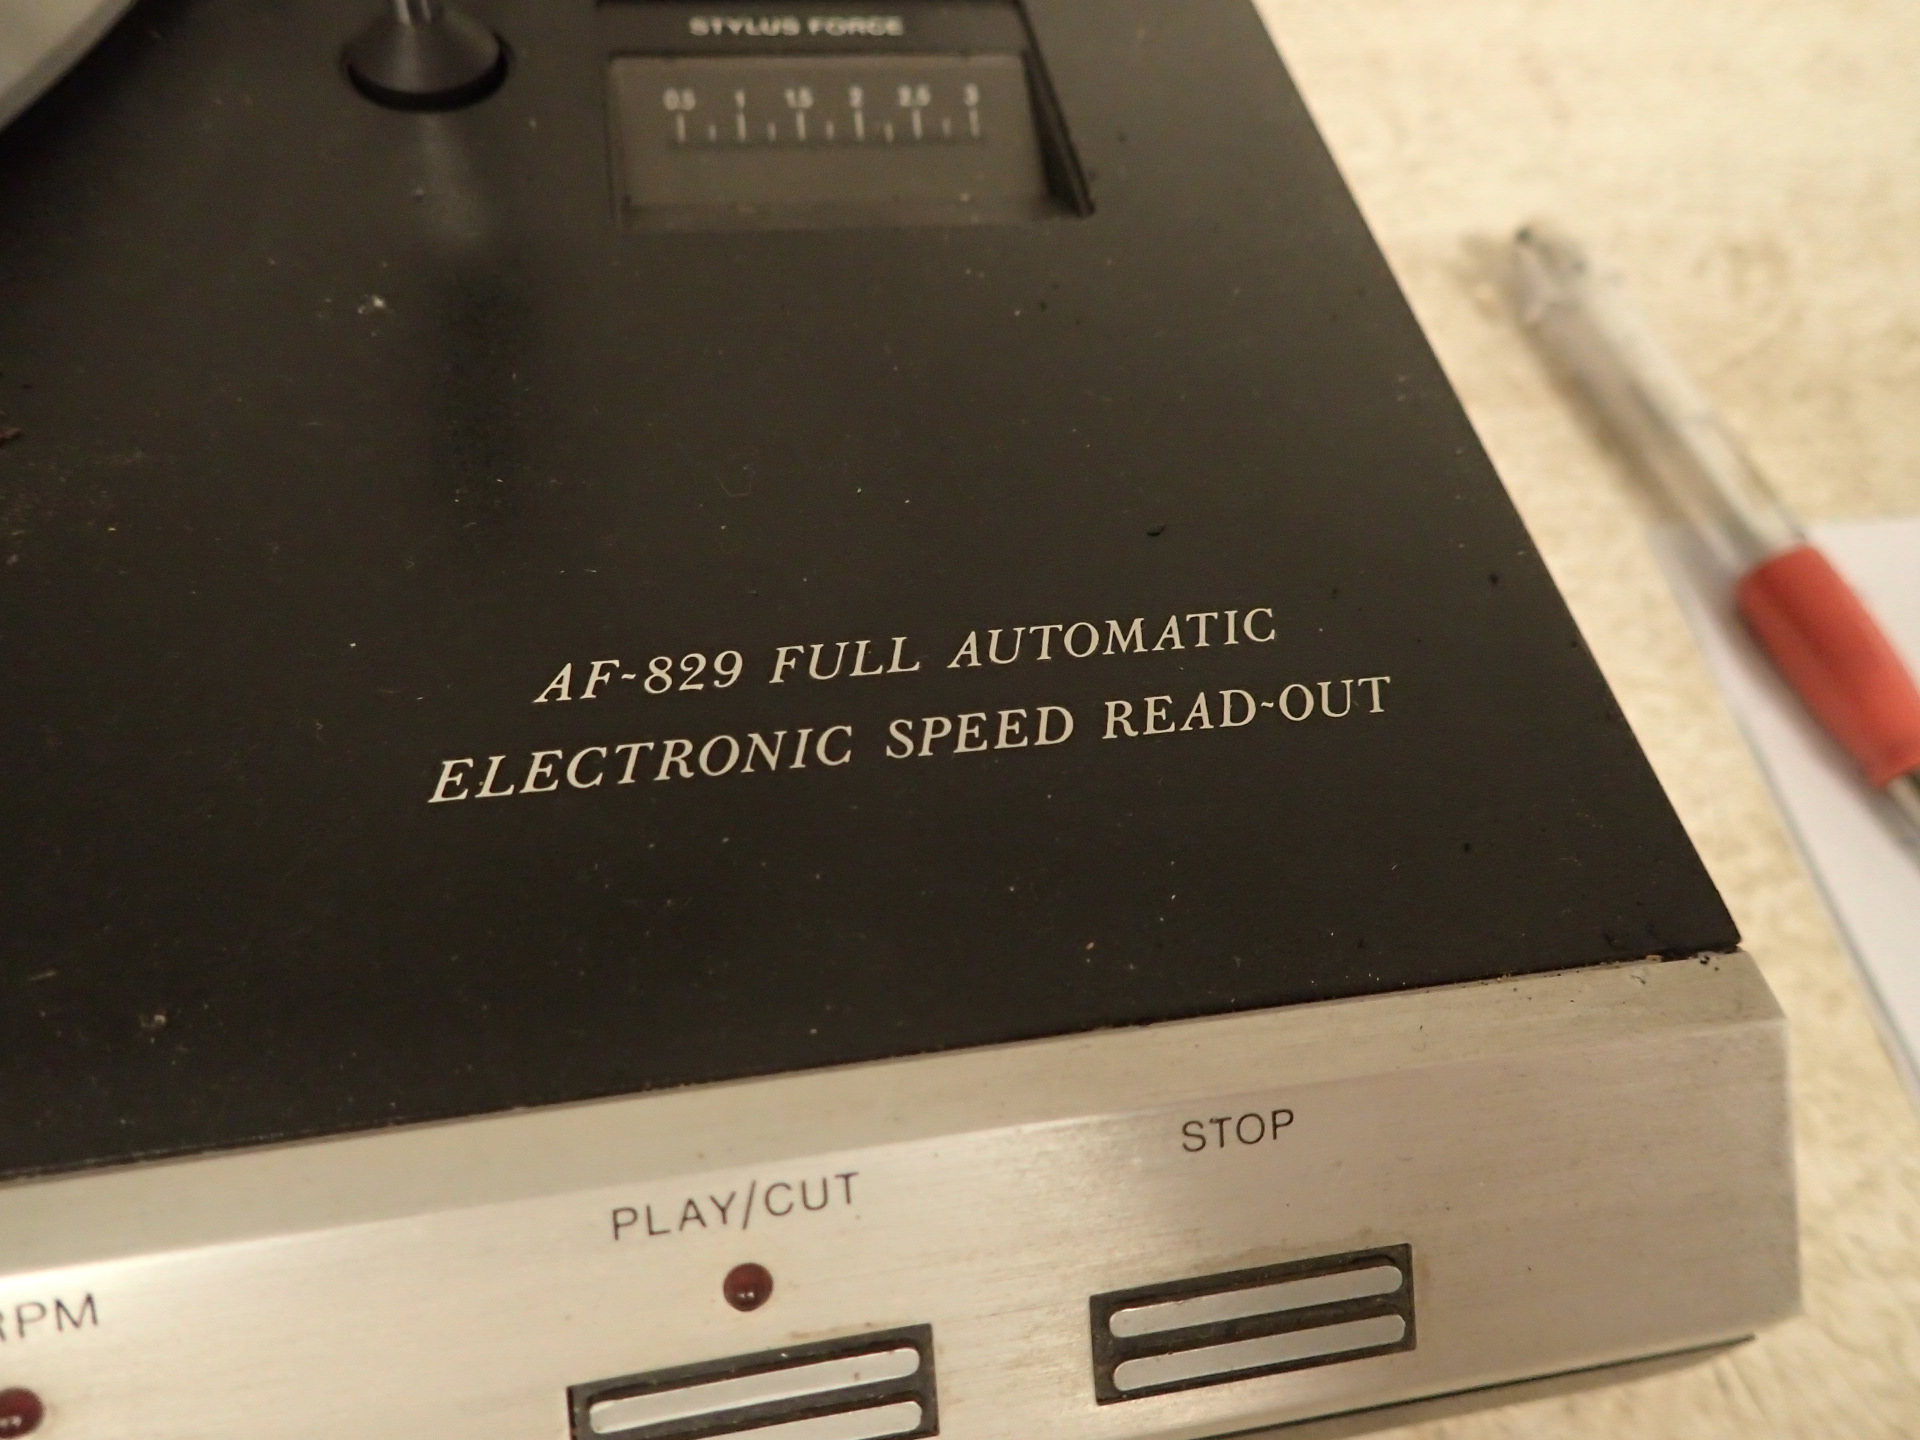 STYLUS FORCE
0.5 1 1.5 2 2.5 3
AF-829 FULL AUTOMATIC
ELECTRONIC SPEED READ-OUT
STOP
PLAY/CUT
RPM